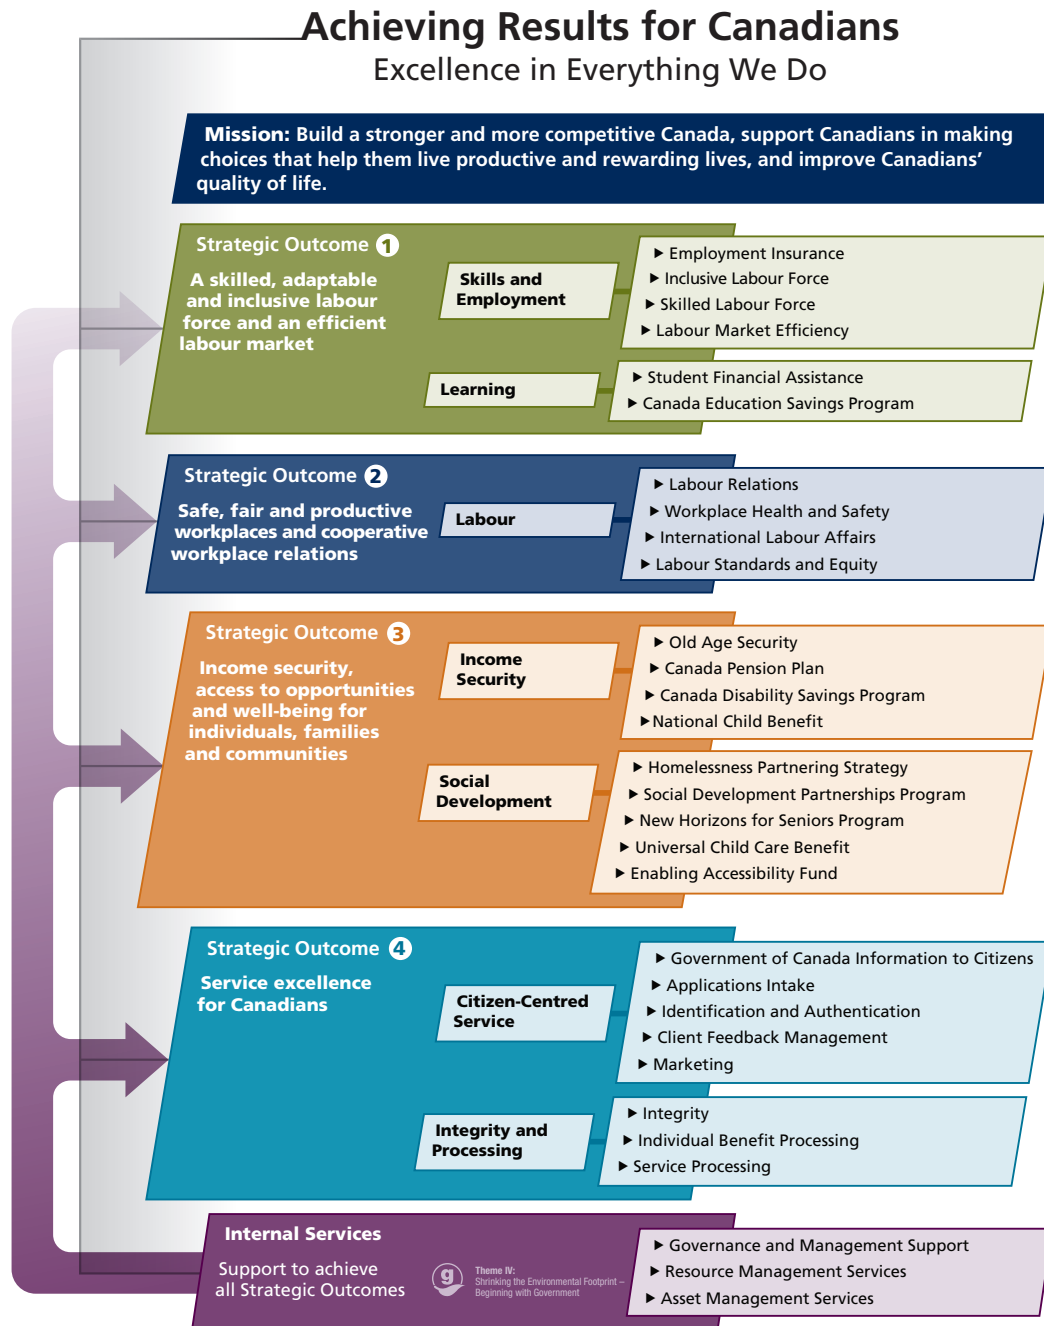 Achieving Results for Canadians
Excellence in Everything We Do
Mission: Build a stronger and more competitive Canada, support Canadians in making
choices that help them live productive and rewarding lives, and improve Canadians’
quality of life.
Strategic Outcome 1
A skilled, adaptable
and inclusive labour
force and an efficient
labour market
Skills and
Employment
▶ Employment Insurance
▶ Inclusive Labour Force
▶ Skilled Labour Force
▶ Labour Market Efficiency
Learning
▶ Student Financial Assistance
▶ Canada Education Savings Program
Strategic Outcome 2
Safe, fair and productive
workplaces and cooperative
workplace relations
Labour
▶ Labour Relations
▶ Workplace Health and Safety
▶ International Labour Affairs
▶ Labour Standards and Equity
Strategic Outcome 3
Income security,
access to opportunities
and well-being for
individuals, families
and communities
Income
Security
▶ Old Age Security
▶ Canada Pension Plan
▶ Canada Disability Savings Program
▶ National Child Benefit
Social
Development
▶ Homelessness Partnering Strategy
▶ Social Development Partnerships Program
▶ New Horizons for Seniors Program
▶ Universal Child Care Benefit
▶ Enabling Accessibility Fund
Strategic Outcome 4
Service excellence
for Canadians
Citizen-Centred
Service
▶ Government of Canada Information to Citizens
▶ Applications Intake
▶ Identification and Authentication
▶ Client Feedback Management
▶ Marketing
Integrity and
Processing
▶ Integrity
▶ Individual Benefit Processing
▶ Service Processing
Internal Services
Support to achieve
all Strategic Outcomes
g
Theme IV:
Shrinking the Environmental Footprint –
Beginning with Government
▶ Governance and Management Support
▶ Resource Management Services
▶ Asset Management Services